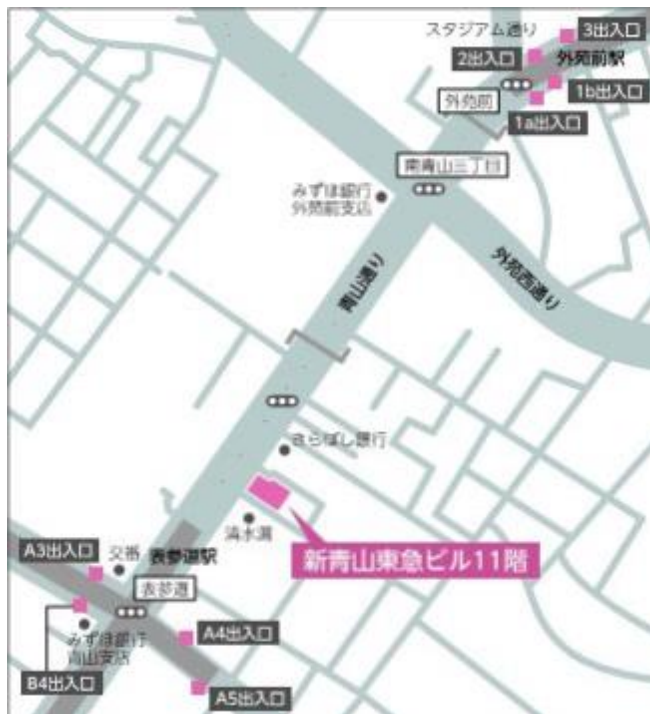 スタジアム通り
3出入口
2出入口
外苑前駅
1b出入口
外苑前
1a出入口
南青山三丁目
みずほ銀行
外苑前支店
外苑西通り
青山通り
きらぼし銀行
清水湯
新青山東急ビル11階
A3出入口
交番
表参道駅
表参道
A4出入口
みずほ銀行
青山支店
B4出入口
A5出入口